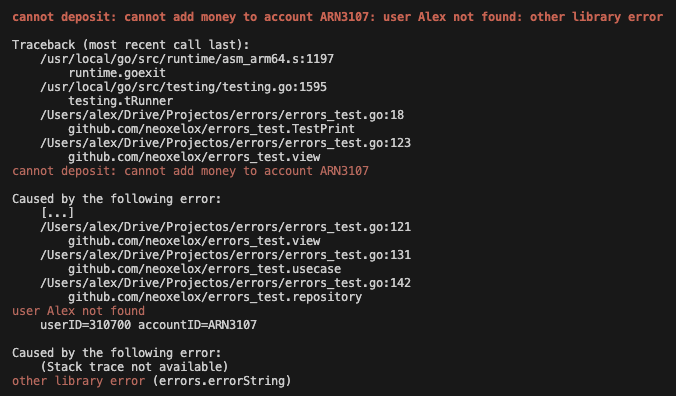 cannot deposit: cannot add money to account ARN3107: user Alex not found: other library error
Traceback (most recent call last):
/usr/local/go/src/runtime/asm_arm64.s:1197
runtime.goexit
/usr/local/go/src/testing/testing.go:1595
testing.tRunner
/Users/alex/Drive/Projectos/errors/errors_test.go:18
github.com/neoxelox/errors_test.TestPrint
/Users/alex/Drive/Projectos/errors/errors_test.go:123
github.com/neoxelox/errors_test.view
cannot deposit: cannot add money to account ARN3107
Caused by the following error:
[...]
/Users/alex/Drive/Projectos/errors/errors_test.go:121
github.com/neoxelox/errors_test.view
/Users/alex/Drive/Projectos/errors/errors_test.go:131
github.com/neoxelox/errors_test.usecase
/Users/alex/Drive/Projectos/errors/errors_test.go:142
github.com/neoxelox/errors_test.repository
user Alex not found
userID=310700 accountID=ARN3107
Caused by the following error:
(Stack trace not available)
other library error (errors.errorString)